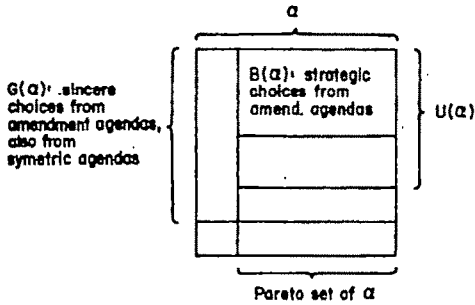 α
G(α): .sincere
choices from
amendment agendas,
also from
symetric agendas
B(α): strategic
choices from
amend. agendas
U(α)
Pareto set of α